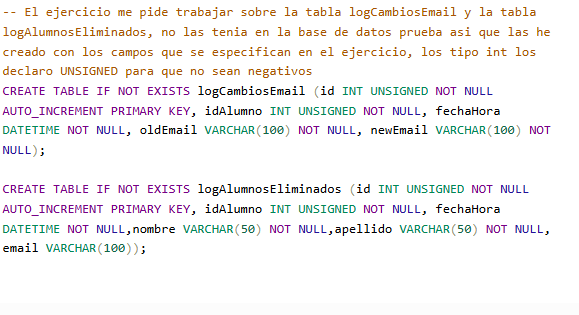 -- El ejercicio me pide trabajar sobre la tabla logCambiosEmail y la tabla
logAlumnosEliminados, no las tenia en la base de datos prueba asi que las he
creado con los campos que se especifican en el ejercicio, los tipo int los
declaro UNSIGNED para que no sean negativos
CREATE TABLE IF NOT EXISTS logCambiosEmail (id INT UNSIGNED NOT NULL
AUTO_INCREMENT PRIMARY KEY, idAlumno INT UNSIGNED NOT NULL, fechaHora
DATETIME NOT NULL, oldEmail VARCHAR(100) NOT NULL, newEmail VARCHAR(100) NOT
NULL);
CREATE TABLE IF NOT EXISTS logAlumnosEliminados (id INT UNSIGNED NOT NULL
AUTO_INCREMENT PRIMARY KEY, idAlumno INT UNSIGNED NOT NULL, fechaHora
DATETIME NOT NULL,nombre VARCHAR(50) NOT NULL,apellido VARCHAR(50) NOT NULL,
email VARCHAR(100));